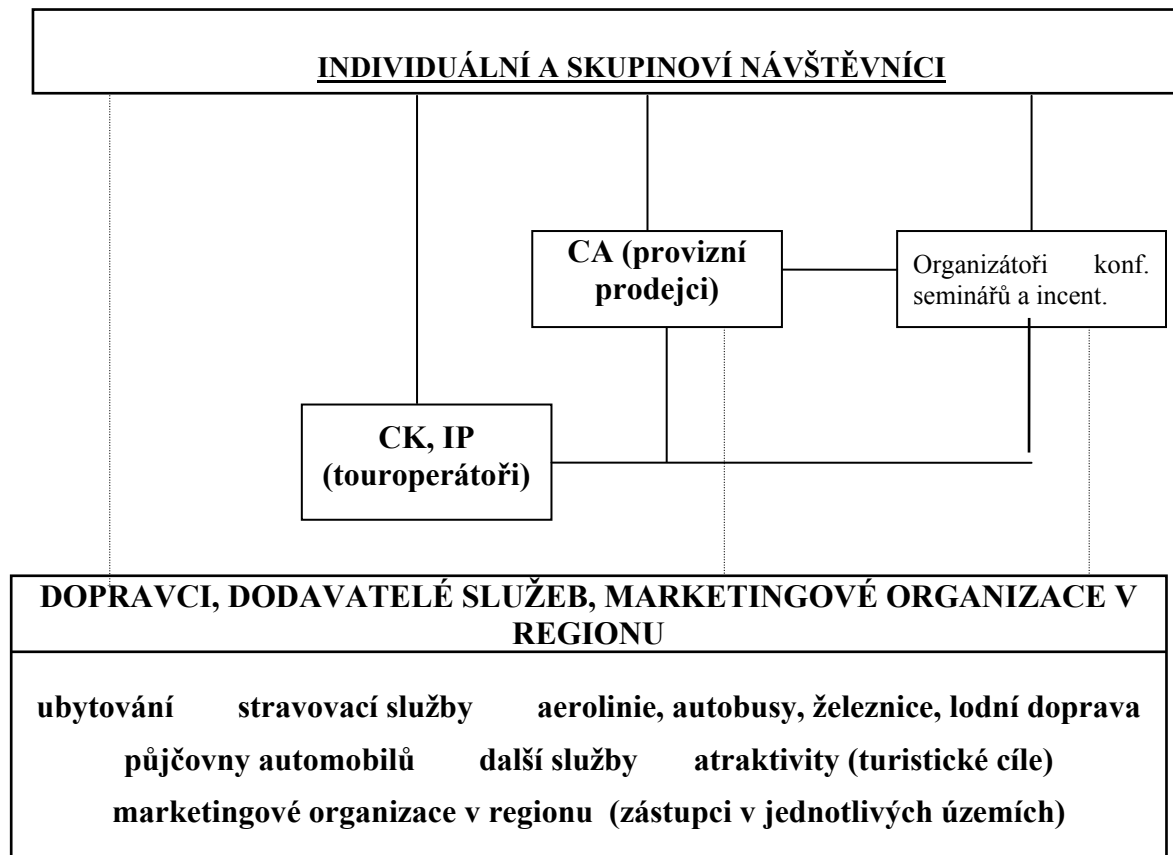 INDIVIDUÁLNÍ A SKUPINOVÍ NÁVŠTĚVNÍCI
CA (provizní
prodejci)
Organizátoři konf.
seminářů a incent.
CK, IP
(touroperátoři)
DOPRAVCI, DODAVATELÉ SLUŽEB, MARKETINGOVÉ ORGANIZACE V
REGIONU
ubytování stravovací služby aerolinie, autobusy, železnice, lodní doprava
půjčovny automobilů další služby atraktivity (turistické cíle)
marketingové organizace v regionu (zástupci v jednotlivých územích)